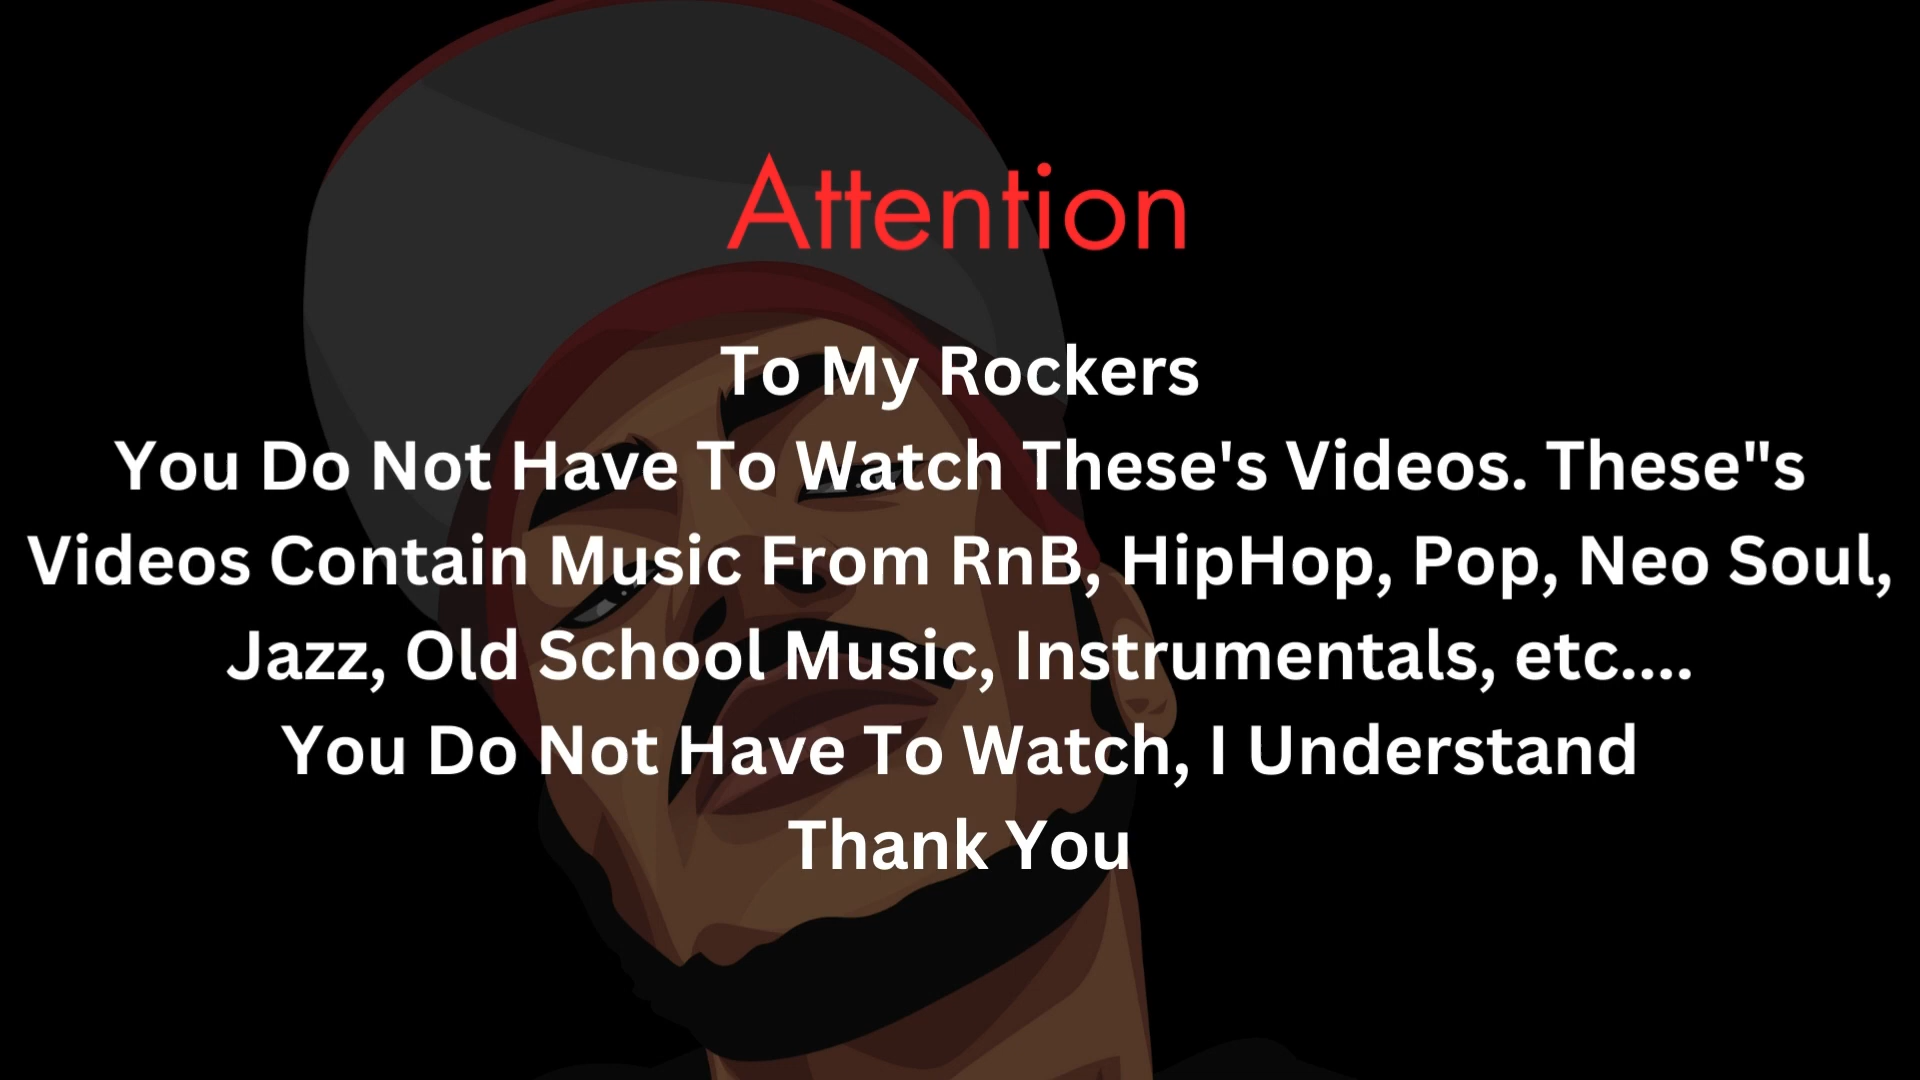 Attention
To My Rockers
You Do Not Have To Watch These's Videos. These"s
Videos Contain Music From RnB, HipHop, Pop, Neo Soul,
Jazz, Old School Music, Instrumentals, etc....
You Do Not Have To Watch, I Understand
Thank You